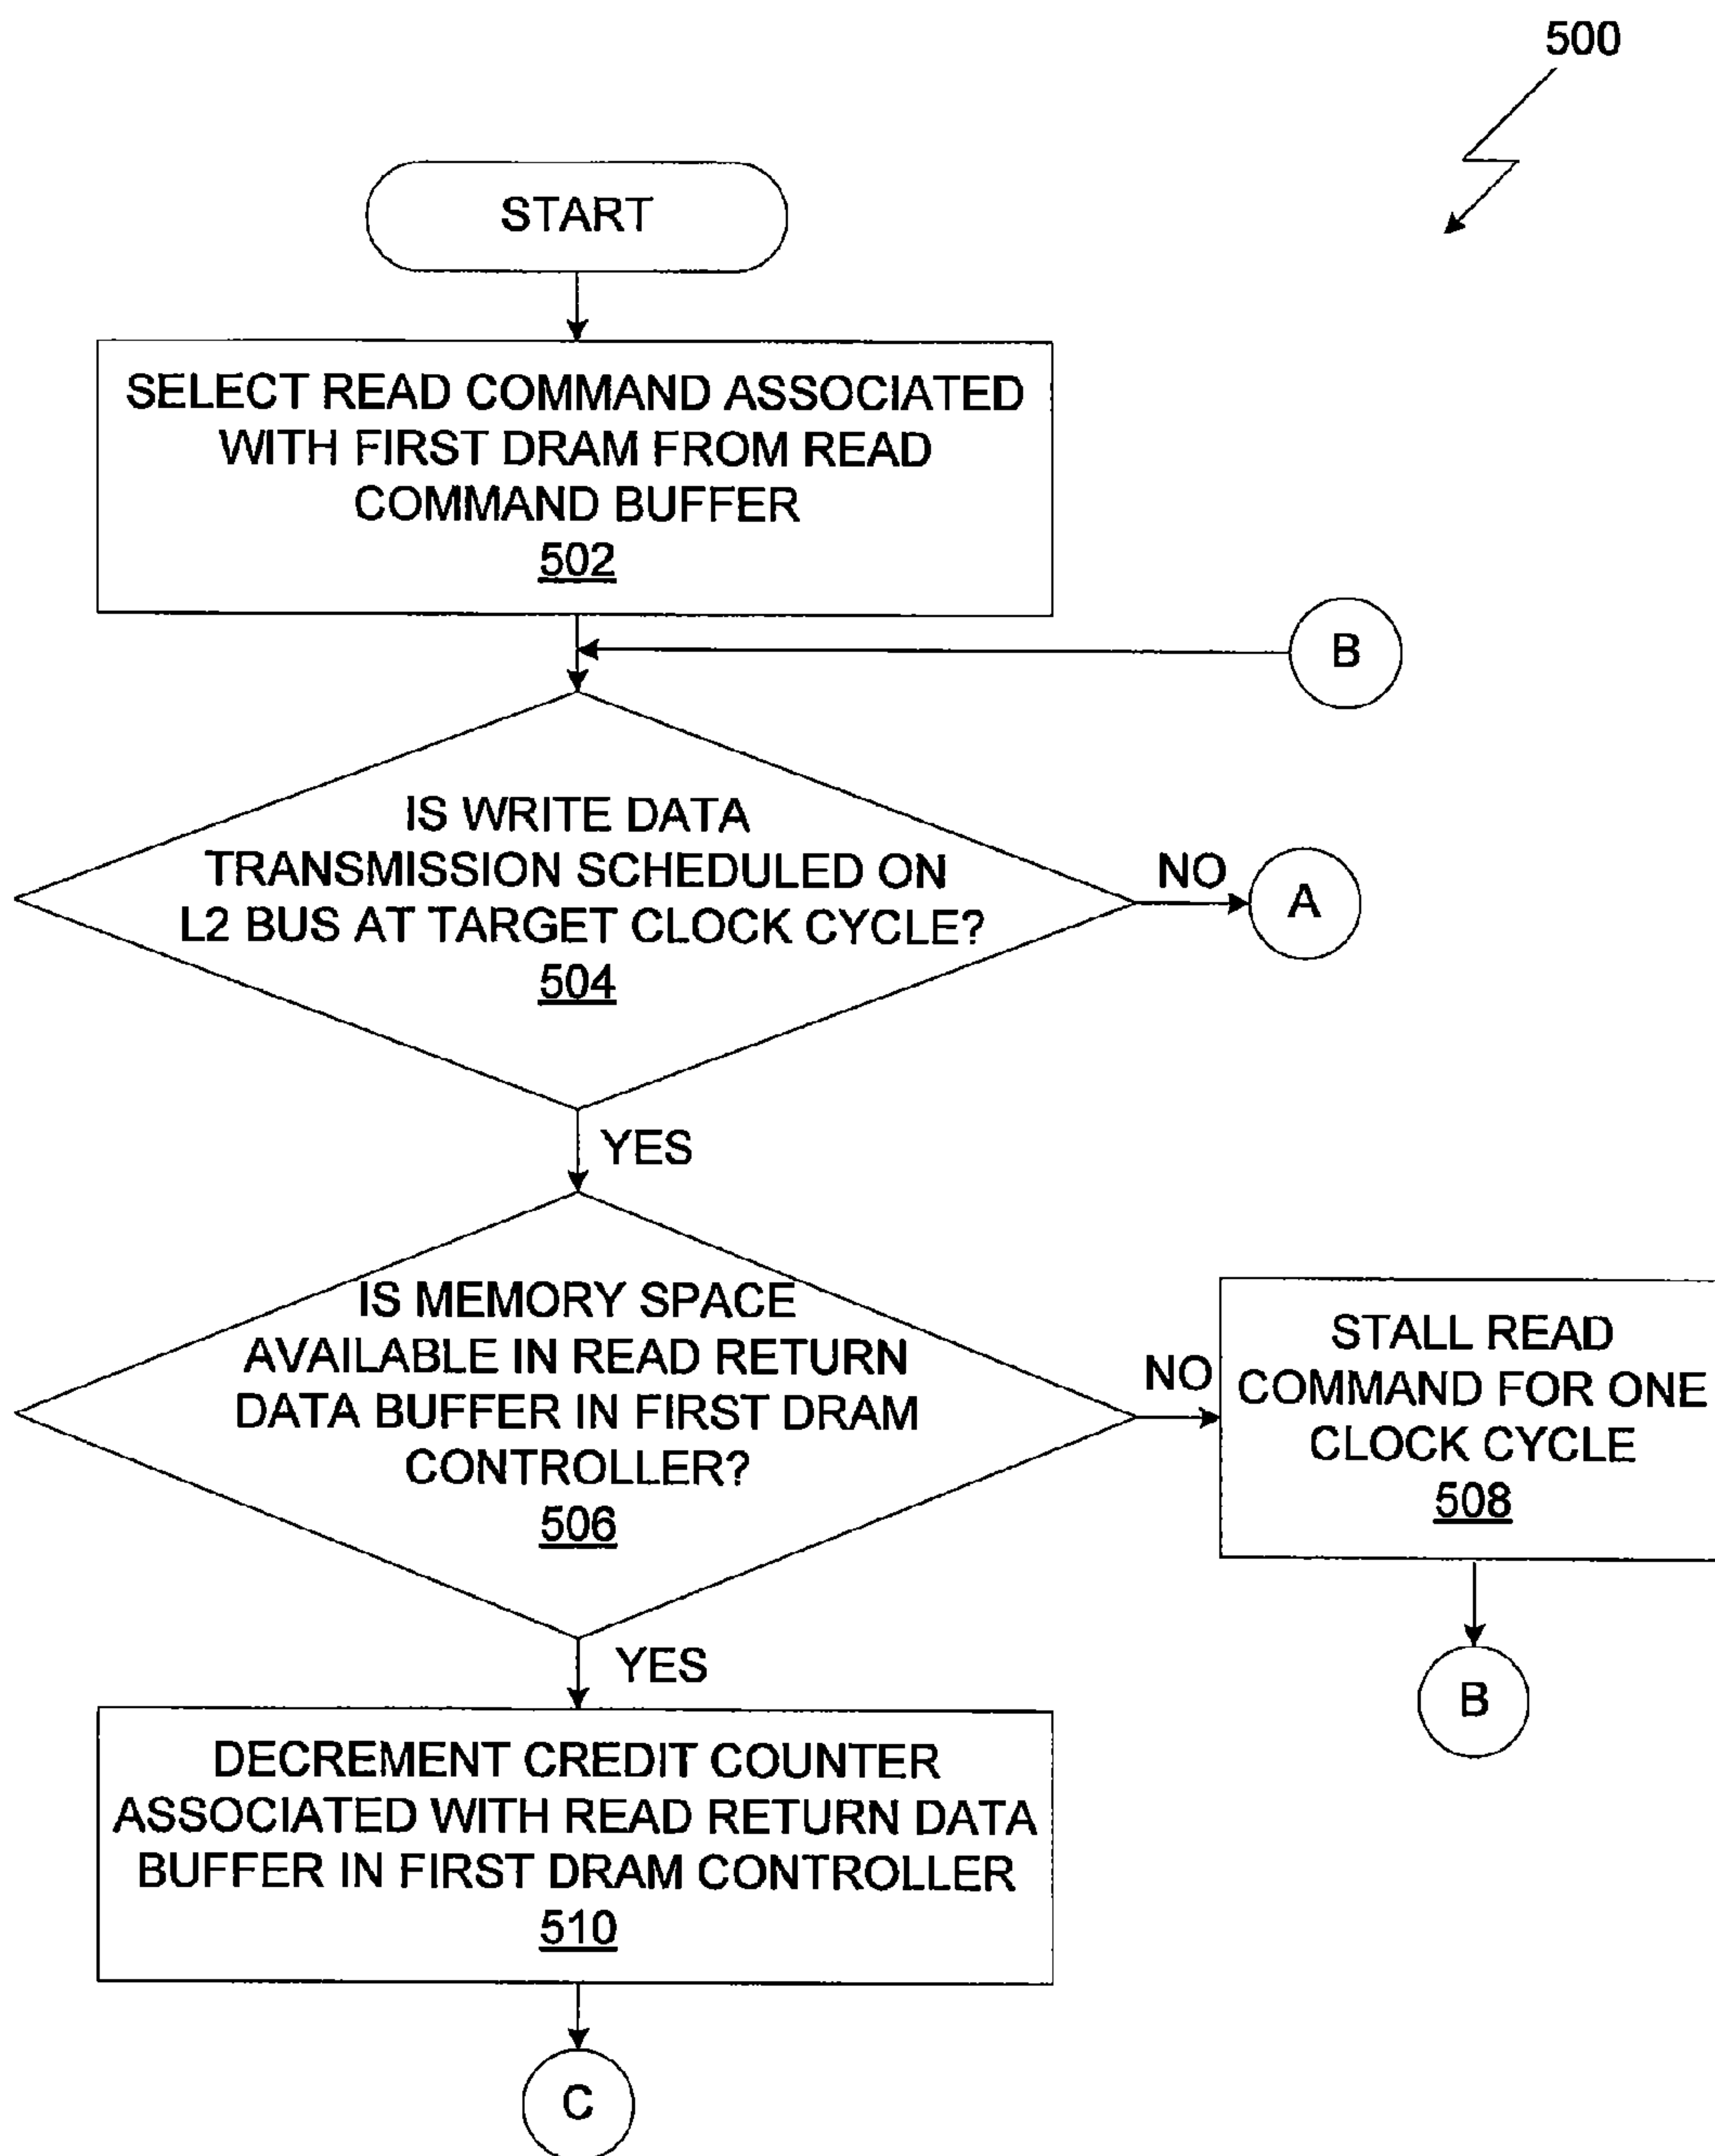 500
START
SELECT READ COMMAND ASSOCIATED
WITH FIRST DRAM FROM READ
COMMAND BUFFER
502
B
IS WRITE DATA
TRANSMISSION SCHEDULED ON
L2 BUS AT TARGET CLOCK CYCLE?
504
NO
A
YES
IS MEMORY SPACE
AVAILABLE IN READ RETURN
DATA BUFFER IN FIRST DRAM
CONTROLLER?
506
NO
STALL READ
COMMAND FOR ONE
CLOCK CYCLE
508
B
YES
DECREMENT CREDIT COUNTER
ASSOCIATED WITH READ RETURN DATA
BUFFER IN FIRST DRAM CONTROLLER
510
C